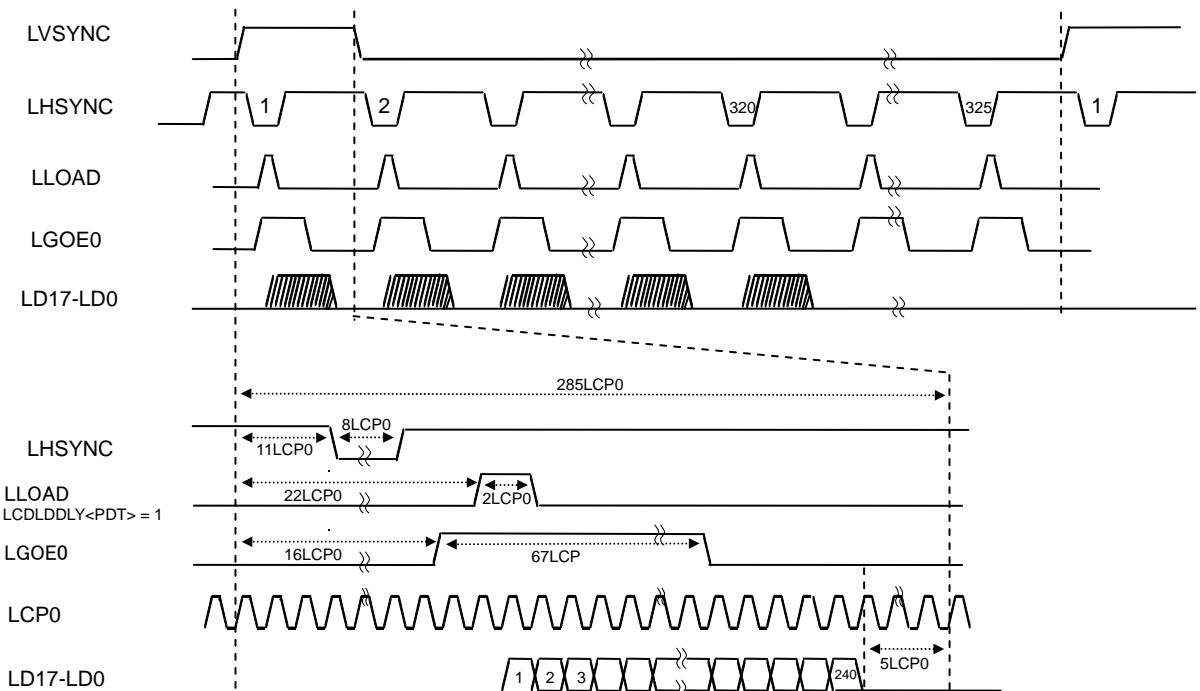 LVSYNC
LHSYNC
1
2
320
325
1
LLOAD
LGOE0
LD17-LD0
285LCP0
LHSYNC
11LCP0
8LCP0
LLOAD
LCDLDDLY<PDT> = 1
22LCP0
2LCP0
LGOE0
16LCP0
67LCP
LCP0
5LCP0
LD17-LD0
1
2
3
240